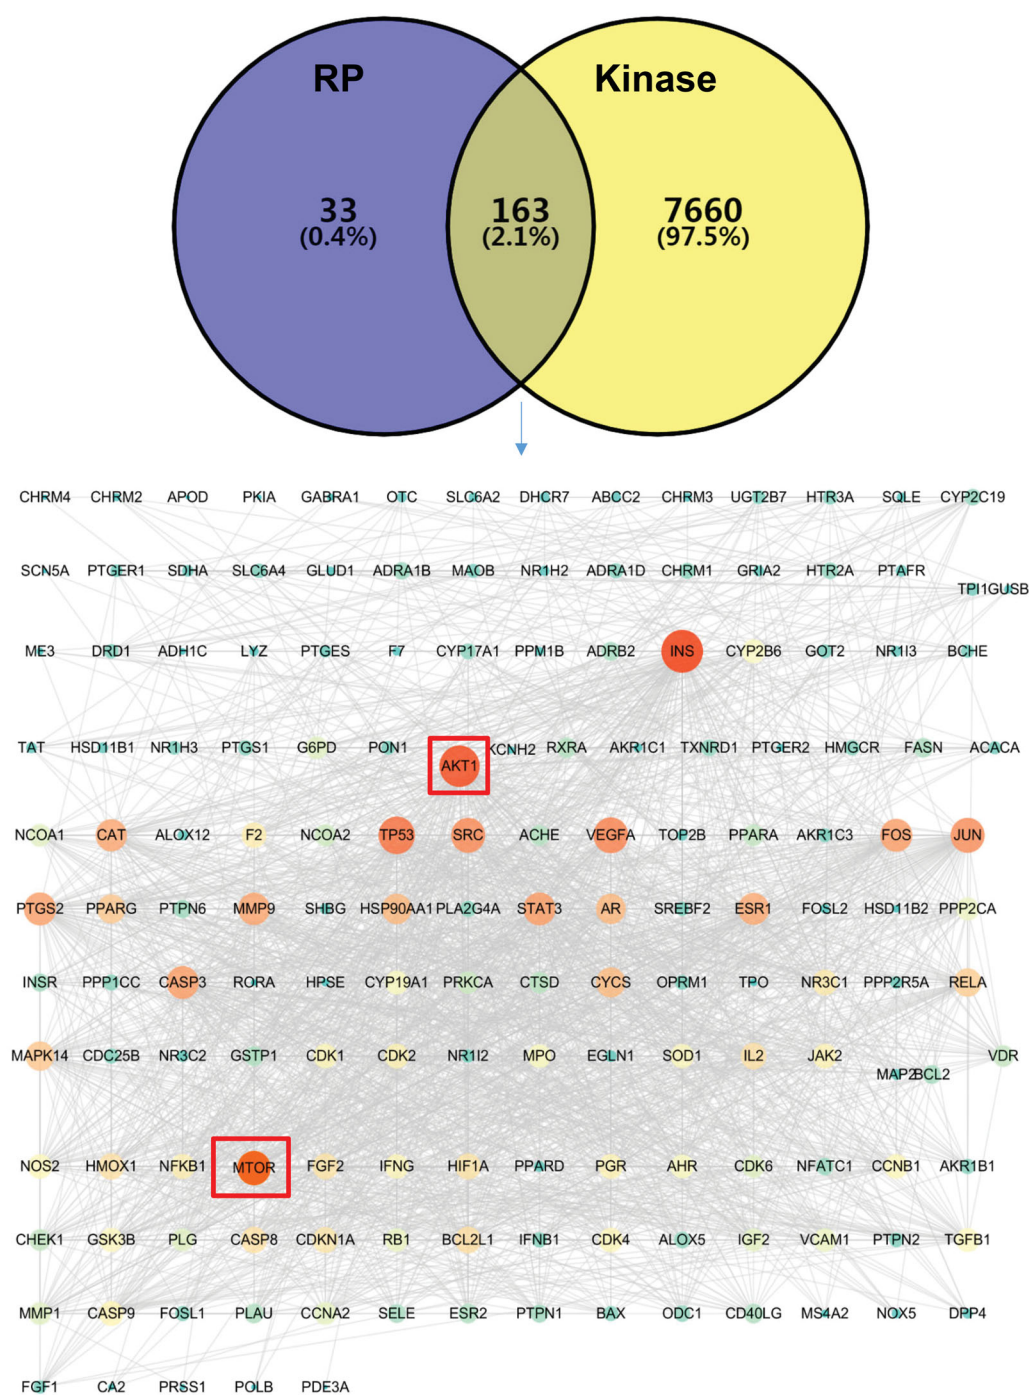 RP Kinase
33 163 7660
(0.4%) (2.1%) (97.5%)
CHRM4 CHRM2 APOD PKIA GABRA1 OTC SLC6A2 DHCR7 ABCC2 CHRM3 UGT2B7 HTR3A SQLE CYP2C19
SCN5A PTGER1 SDHA SLC6A4 GLUD1 ADRA1B MAOB NR1H2 ADRA1D CHRM1 GRIA2 HTR2A PTAFR
TPI1 GUSB
ME3 DRD1 ADH1C LYZ PTGES F7 CYP17A1 PPM1B ADRB2 INS CYP2B6 GOT2 NR1I3 BCHE
TAT HSD11B1 NR1H3 PTGS1 G6PD PON1 KCNH2 RXRA AKR1C1 TXNRD1 PTGER2 HMGCR FASN ACACA
AKT1
NCOA1 CAT ALOX12 F2 NCOA2 TP53 SRC ACHE VEGFA TOP2B PPARA AKR1C3 FOS JUN
PTGS2 PPARG PTPN6 MMP9 SHBG HSP90AA1 PLA2G4A STAT3 AR SREBF2 ESR1 FOSL2 HSD11B2 PPP2CA
INSR PPP1CC CASP3 RORA HPSE CYP19A1 PRKCA CTSD CYCS OPRM1 TPO NR3C1 PPP2R5A RELA
MAPK14 CDC25B NR3C2 GSTP1 CDK1 CDK2 NR1I2 MPO EGLN1 SOD1 IL2 JAK2 VDR
MAP2 BCL2
NOS2 HMOX1 NFKB1 MTOR FGF2 IFNG HIF1A PPARD PGR AHR CDK6 NFATC1 CCNB1 AKR1B1
CHEK1 GSK3B PLG CASP8 CDKN1A RB1 BCL2L1 IFNB1 CDK4 ALOX5 IGF2 VCAM1 PTPN2 TGFB1
MMP1 CASP9 FOSL1 PLAU CCNA2 SELE ESR2 PTPN1 BAX ODC1 CD40LG MS4A2 NOX5 DPP4
FGF1 CA2 PRSS1 POLB PDE3A